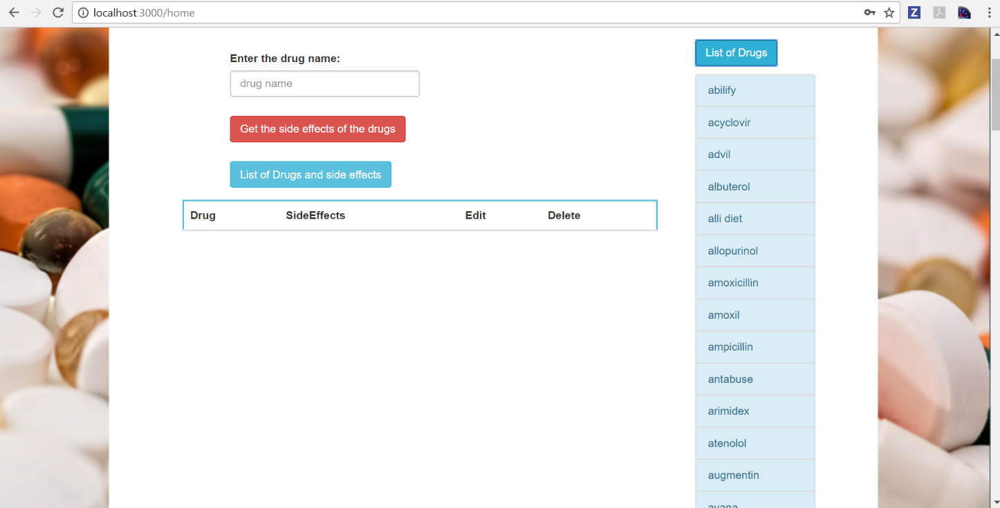 localhost:3000/home
Z
Enter the drug name:
drug name
Get the side effects of the drugs
List of Drugs and side effects
Drug SideEffects Edit Delete
List of Drugs
abilify
acyclovir
advil
albuterol
alli diet
allopurinol
amoxicillin
amoxil
ampicillin
antabuse
arimidex
atenolol
augmentin